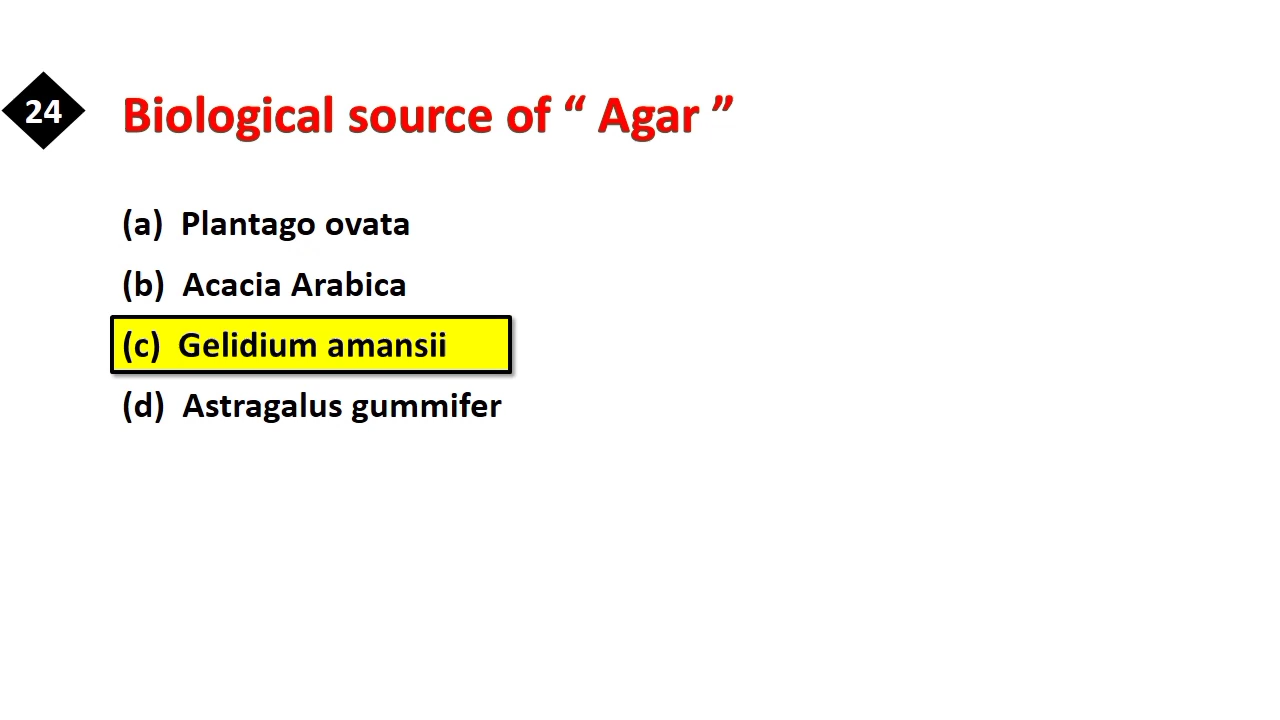 24
Biological source of “ Agar ”
(a) Plantago ovata
(b) Acacia Arabica
(c) Gelidium amansii
(d) Astragalus gummifer